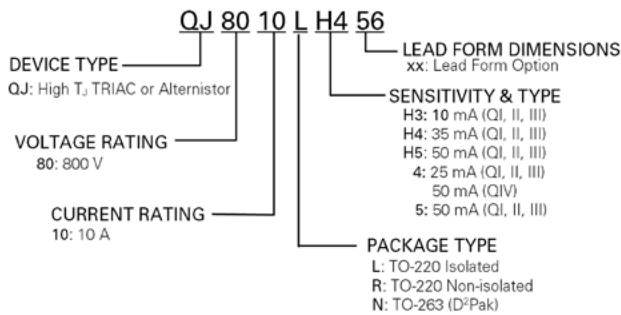 QJ 80 10 L H4 56
LEAD FORM DIMENSIONS
xx: Lead Form Option
DEVICE TYPE
QJ: High TJ TRIAC or Alternistor
SENSITIVITY & TYPE
H3: 10 mA (QI, II, III)
H4: 35 mA (QI, II, III)
H5: 50 mA (QI, II, III)
4: 25 mA (QI, II, III)
50 mA (QIV)
5: 50 mA (QI, II, III)
VOLTAGE RATING
80: 800 V
CURRENT RATING
10: 10 A
PACKAGE TYPE
L: TO-220 Isolated
R: TO-220 Non-isolated
N: TO-263 (D²Pak)